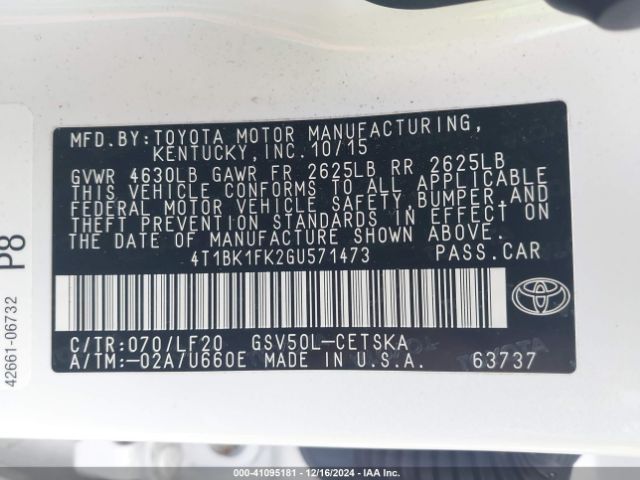 MFD.BY:TOYOTA MOTOR MANUFACTURING,
KENTUCKY,INC.10/15
GVWR 4630LB GAWR FR 2625LB RR 2625LB
THIS VEHICLE CONFORMS TO ALL APPLICABLE
FEDERAL MOTOR VEHICLE SAFETY,BUMPER,AND
THEFT PREVENTION STANDARDS IN EFFECT ON
THE DATE OF MANUFACTURE SHOWN ABOVE.
4T1BK1FK2GU571473 PASS.CAR
C/TR:070/LF20 GSV50L-CETSKA
A/TM:-02A/U660E MADE IN U.S.A. 63737
42661-06732 P8
000-41095181 | 12/16/2024 | Copart: IAA Inc.